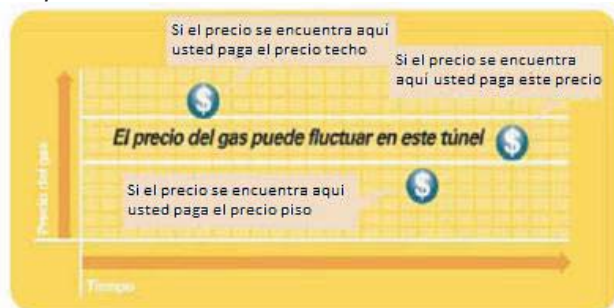 Si el precio se encuentra aquí
usted paga el precio techo
Si el precio se encuentra
aquí usted paga este precio
$
El precio del gas puede fluctuar en este túnel
$
Si el precio se encuentra aqui
usted paga el precio piso
$
Precio del gas
Tiempo